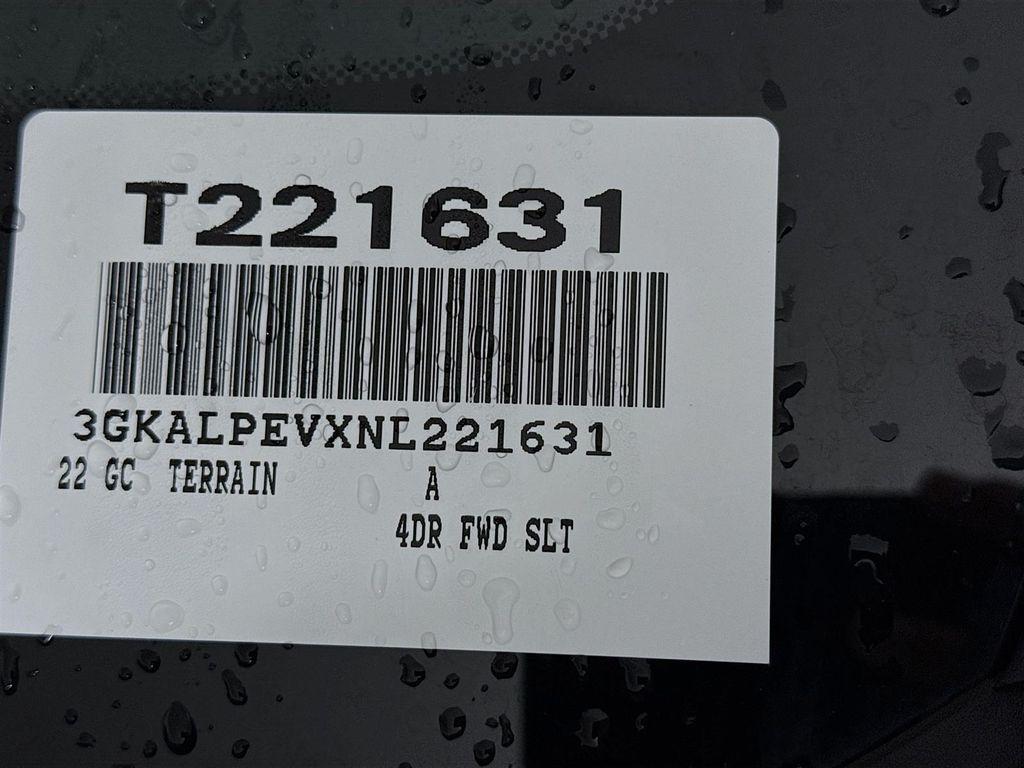 T221631
3GKALPEVXNL221631
22 GC TERRAIN A
4DR FWD SLT